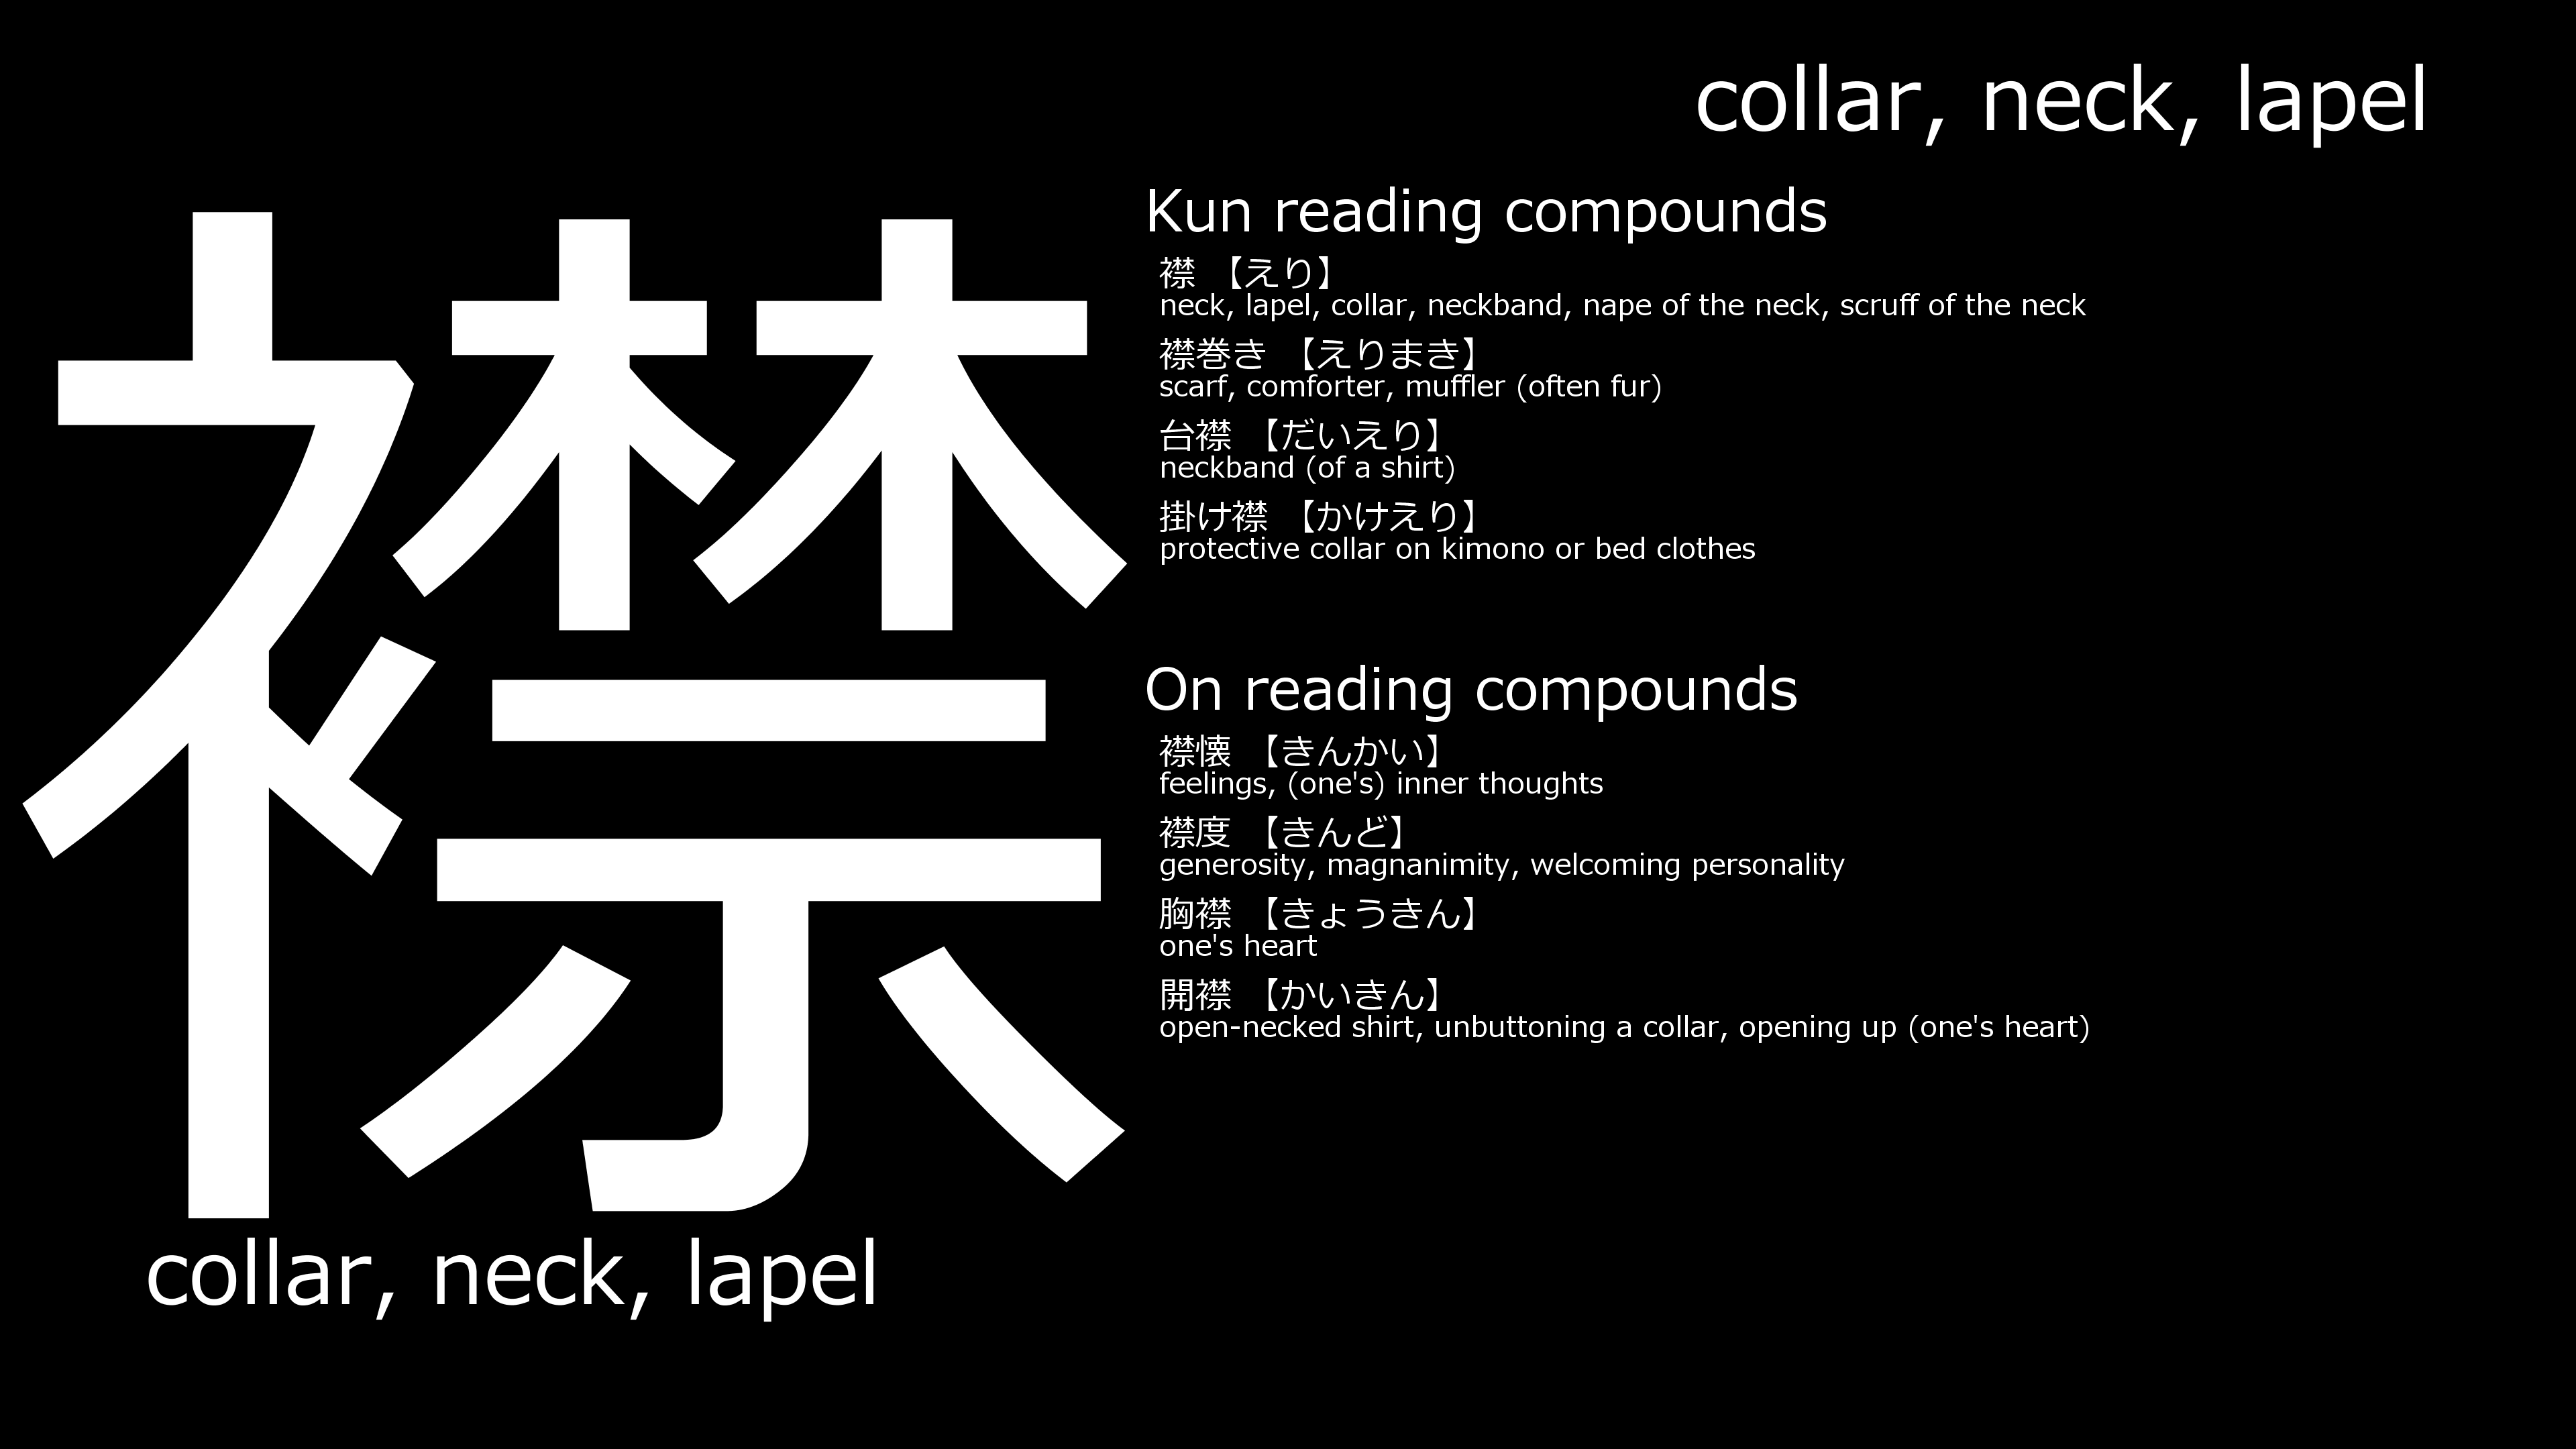 collar, neck, lapel
襟
collar, neck, lapel
Kun reading compounds
襟 【えり】
neck, lapel, collar, neckband, nape of the neck, scruff of the neck
襟巻き 【えりまき】
scarf, comforter, muffler (often fur)
台襟 【だいえり】
neckband (of a shirt)
掛け襟 【かけえり】
protective collar on kimono or bed clothes
On reading compounds
襟懐 【きんかい】
feelings, (one's) inner thoughts
襟度 【きんど】
generosity, magnanimity, welcoming personality
胸襟 【きょうきん】
one's heart
開襟 【かいきん】
open-necked shirt, unbuttoning a collar, opening up (one's heart)